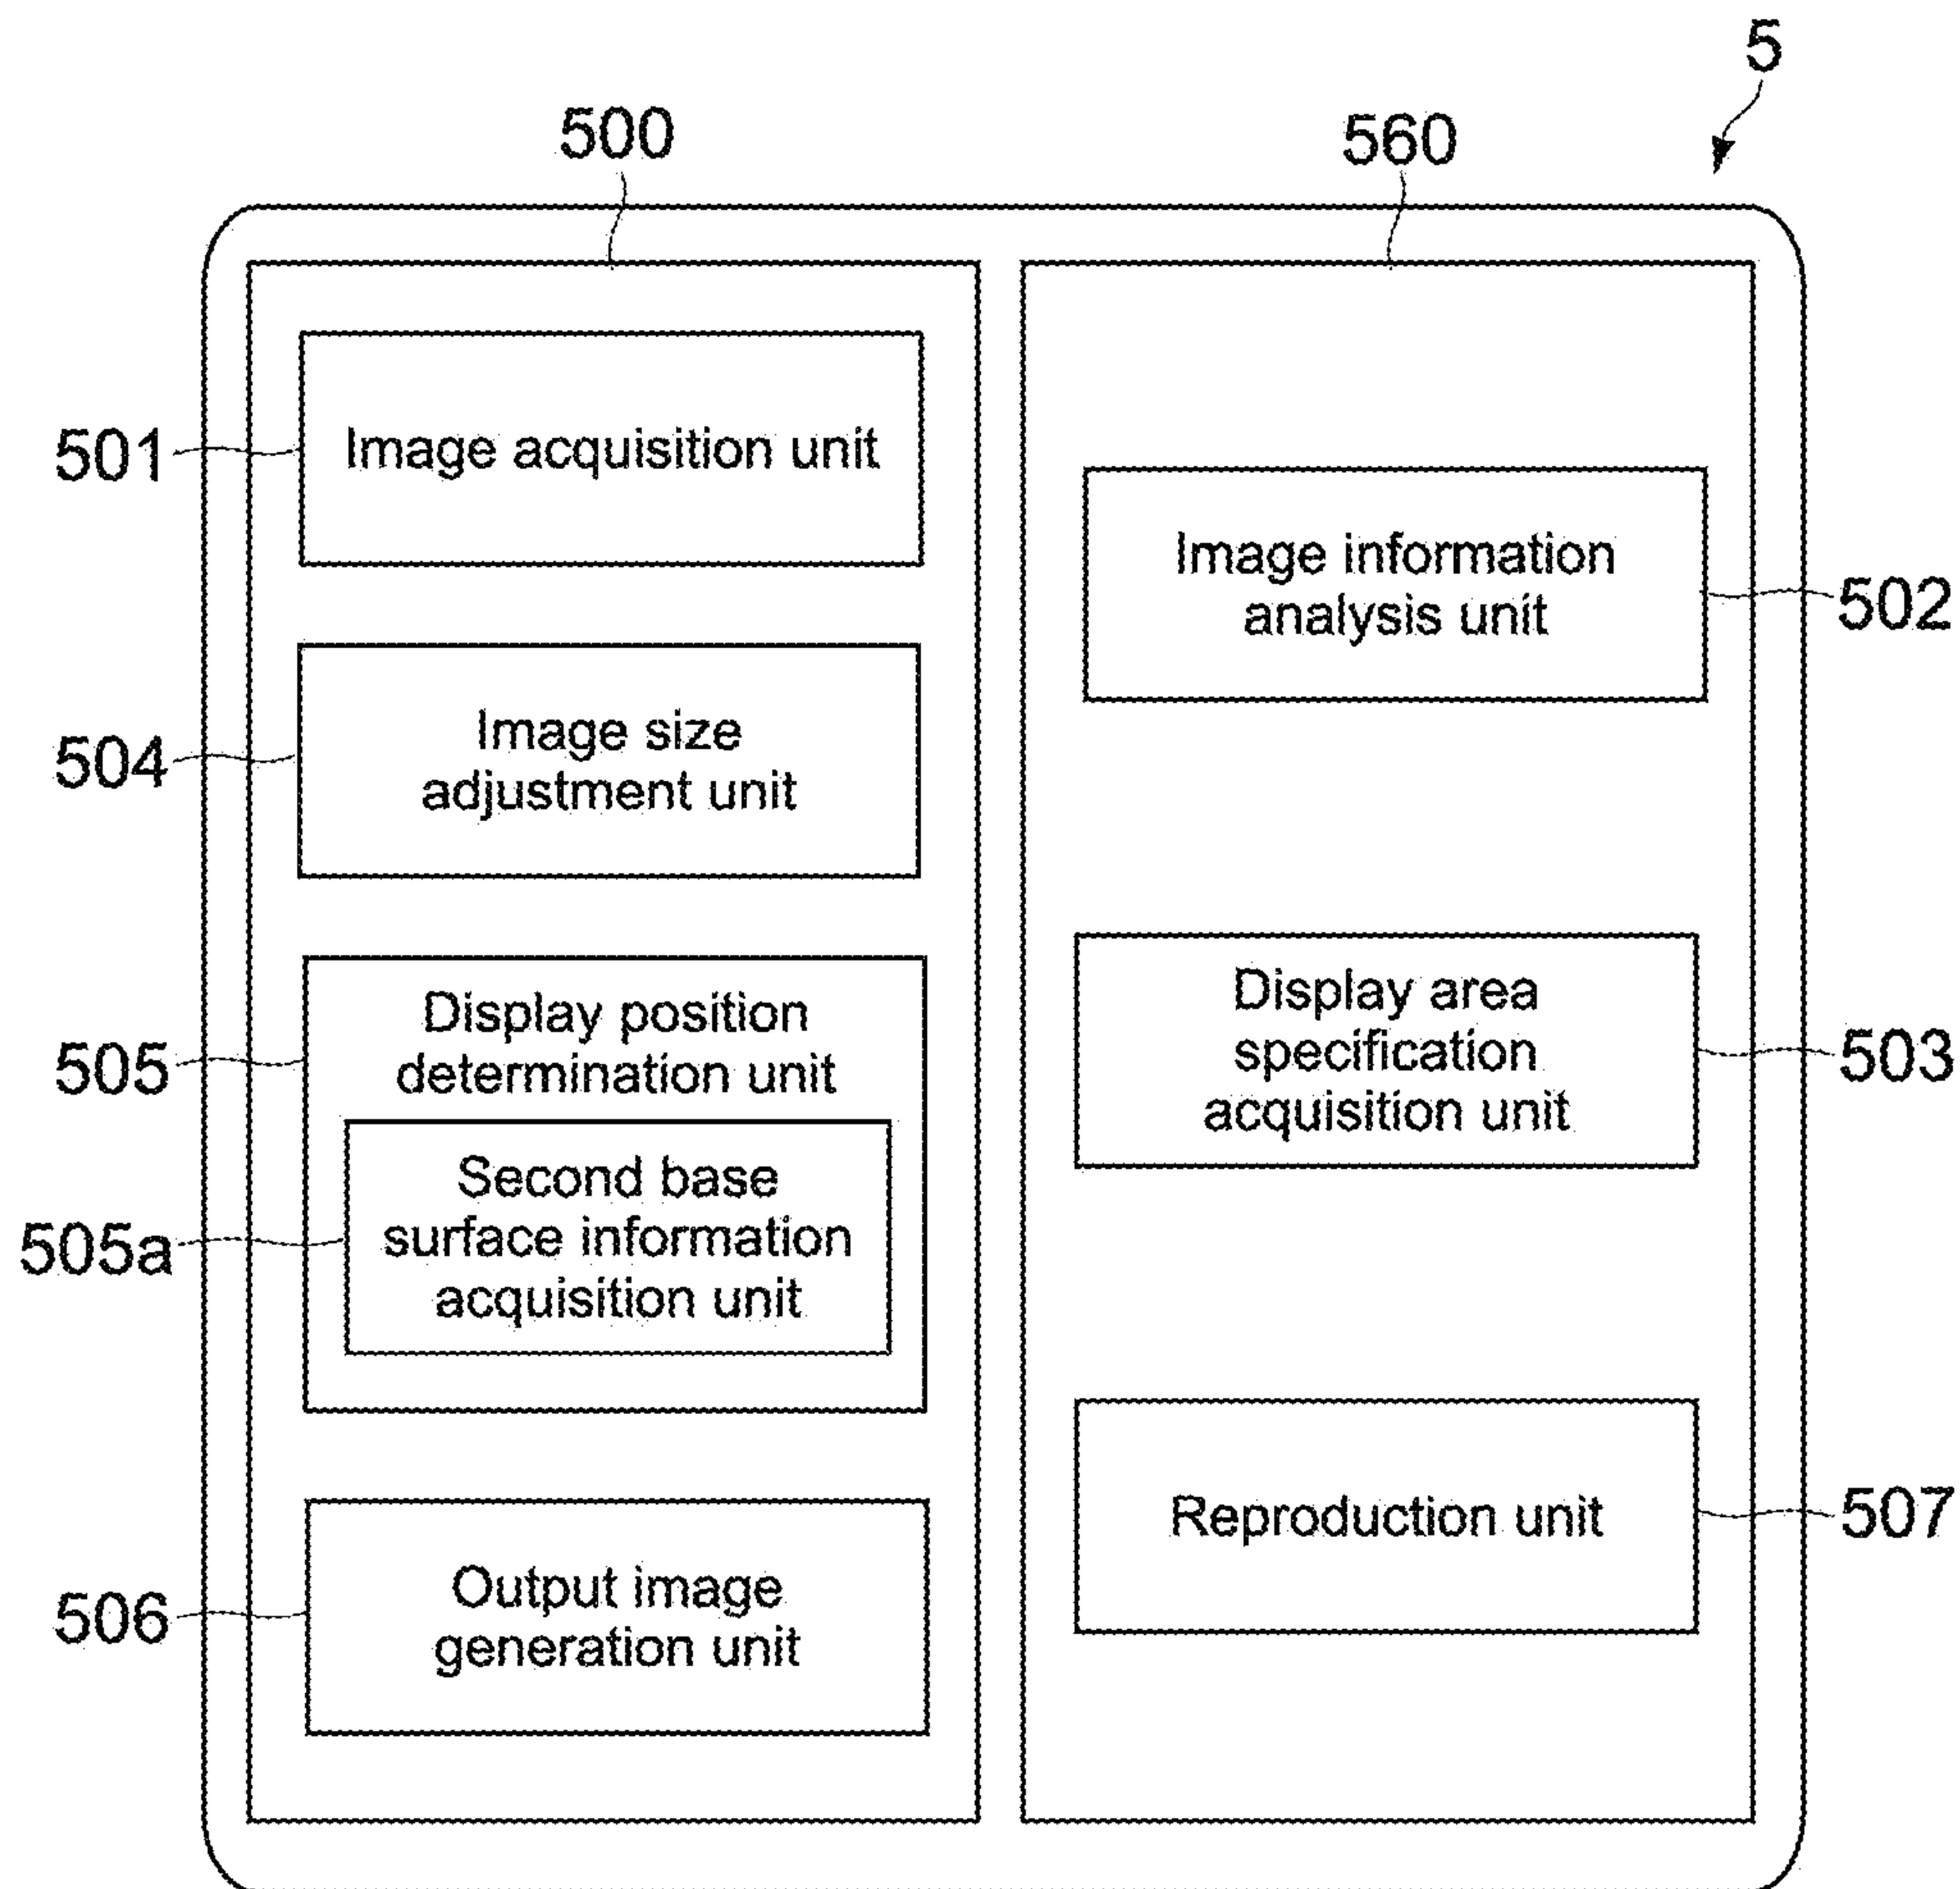 5
500
560
501
Image acquisition unit
Image information
analysis unit
502
504
Image size
adjustment unit
505
Display position
determination unit
Display area
specification
acquisition unit
503
505a
Second base
surface information
acquisition unit
506
Output image
generation unit
Reproduction unit
507